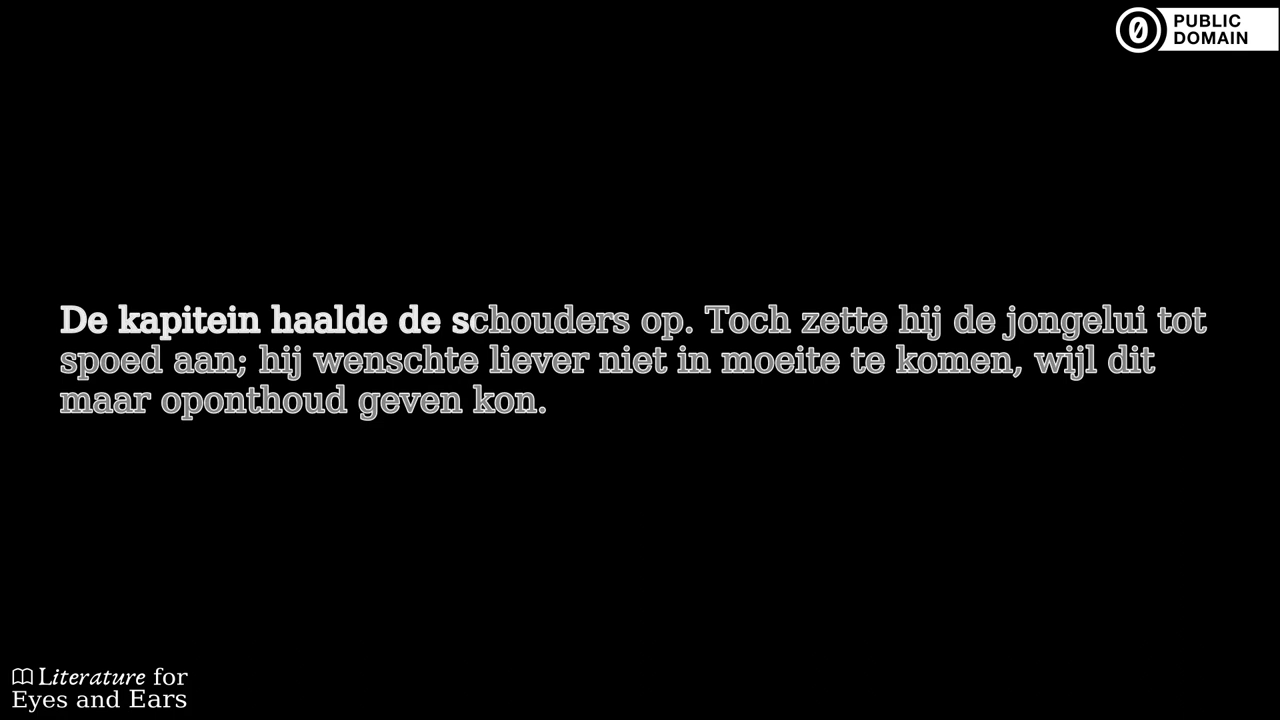 PUBLIC
DOMAIN
De kapitein haalde de schouders op. Toch zette hij de jongelui tot
spoed aan; hij wenschte liever niet in moeite te komen, wijl dit
maar oponthoud geven kon.
Literature for
Eyes and Ears